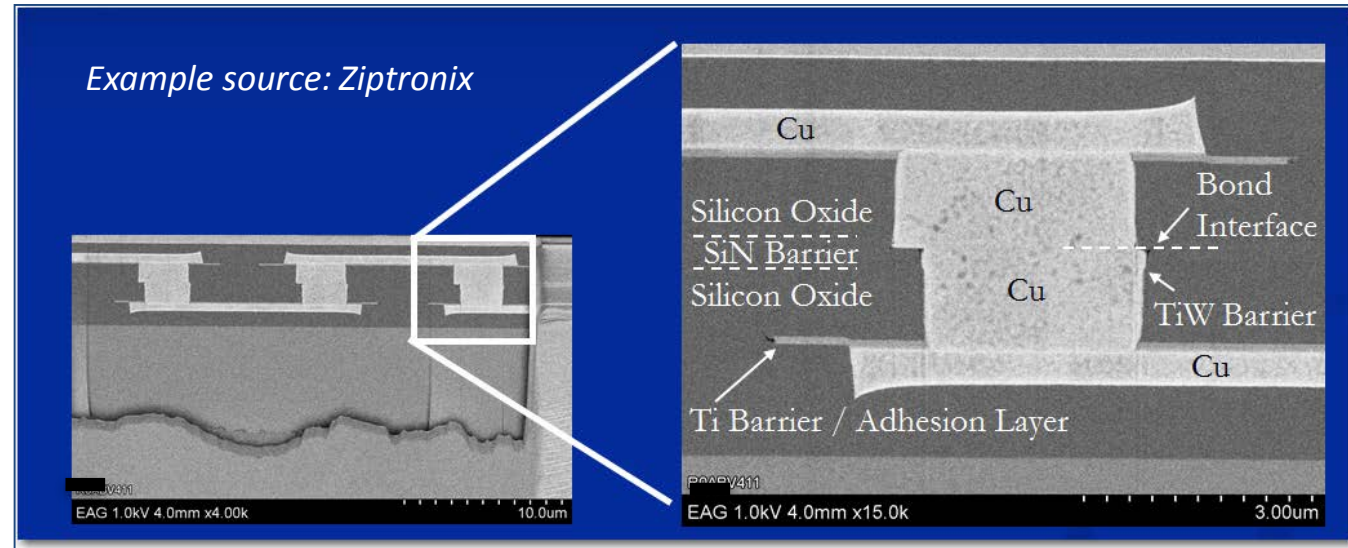 Example source: Ziptronix
EAG 1.0kV 4.0mm x4.00k 10.0um
Cu
Cu
Bond
Interface
Silicon Oxide
SiN Barrier
Silicon Oxide
Cu
TiW Barrier
Cu
Ti Barrier / Adhesion Layer
EAG 1.0kV 4.0mm x15.0k 3.00um